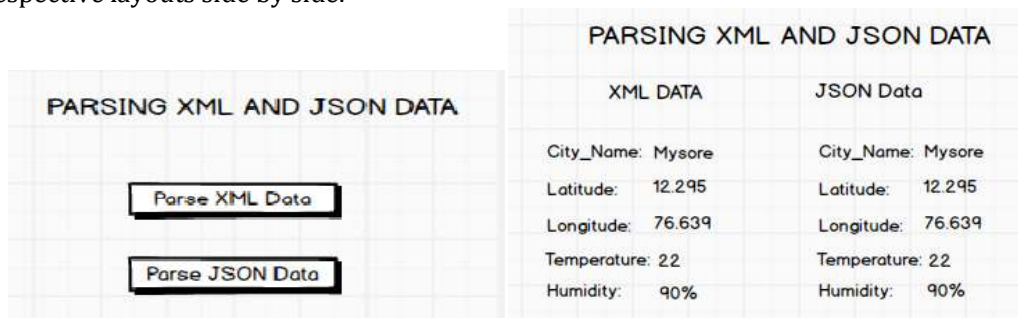 espective layouts side by side.
PARSING XML AND JSON DATA
Parse XML Data
Parse JSON Data
PARSING XML AND JSON DATA
XML DATA JSON Data
City_Name: Mysore City_Name: Mysore
Latitude: 12.295 Latitude: 12.295
Longitude: 76.639 Longitude: 76.639
Temperature: 22 Temperature: 22
Humidity: 90% Humidity: 90%